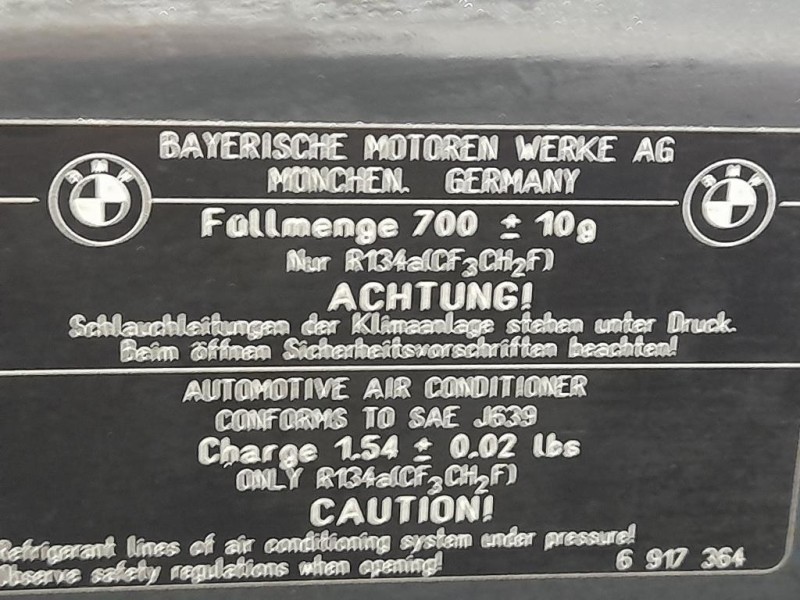 BAYERISCHE MOTOREN WERKE AG
MÜNCHEN. GERMANY
BMW
BMW
Füllmenge 700 ± 10g
Nur R134a(CF₃CH₂F)
ACHTUNG!
Schlauchleitungen der Klimaanlage stehen unter Druck.
Beim öffnen Sicherheitsvorschriften beachten!
AUTOMOTIVE AIR CONDITIONER
CONFORMS TO SAE J639
Charge 1.54 ± 0.02 lbs
ONLY R134a(CF₃CH₂F)
CAUTION!
Refrigerant lines of air conditioning system under pressure!
Observe safety regulations when opening!
6 917 364